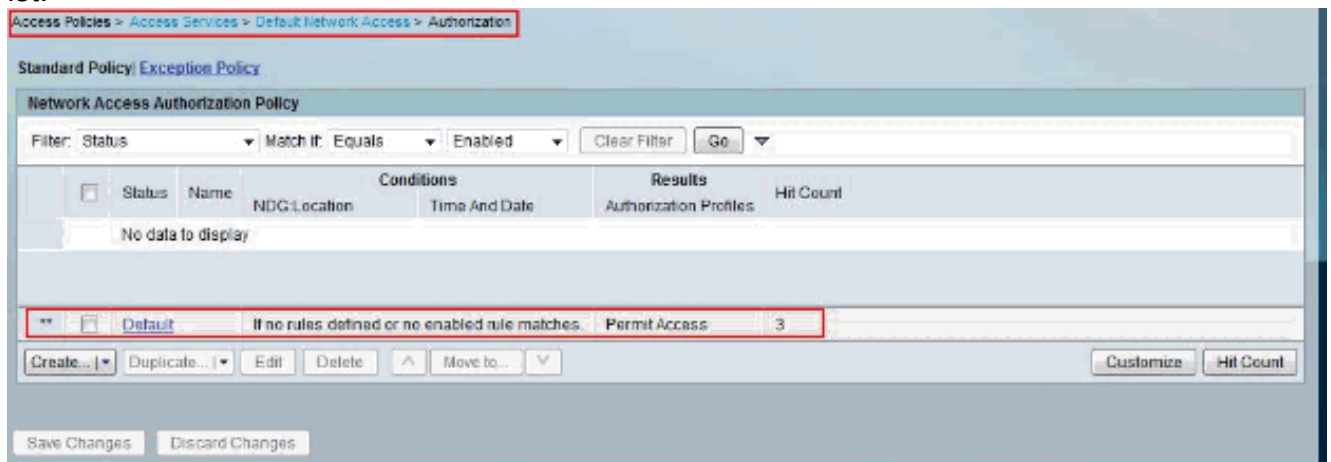 ist.
Access Policies > Access Services > Default Network Access > Authorization
Standard Policy| Exception Policy
Network Access Authorization Policy
Filter: Status Match if: Equals Enabled Clear Filter Go
Status Name Conditions Results Hit Count
NDG:Location Time And Date Authorization Profiles
No data to display
** Default If no rules defined or no enabled rule matches. Permit Access 3
Create... | Duplicate... | Edit Delete Move to... Customize Hit Count
Save Changes Discard Changes